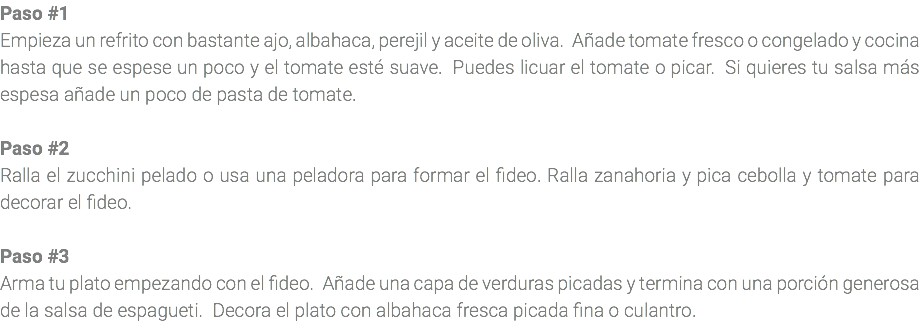 Paso #1
Empieza un refrito con bastante ajo, albahaca, perejil y aceite de oliva.  Añade tomate fresco o congelado y cocina
hasta que se espese un poco y el tomate esté suave.  Puedes licuar el tomate o picar.  Si quieres tu salsa más
espesa añade un poco de pasta de tomate.
Paso #2
Ralla el zucchini pelado o usa una peladora para formar el fideo. Ralla zanahoria y pica cebolla y tomate para
decorar el fideo.
Paso #3
Arma tu plato empezando con el fideo.  Añade una capa de verduras picadas y termina con una porción generosa
de la salsa de espagueti.  Decora el plato con albahaca fresca picada fina o culantro.